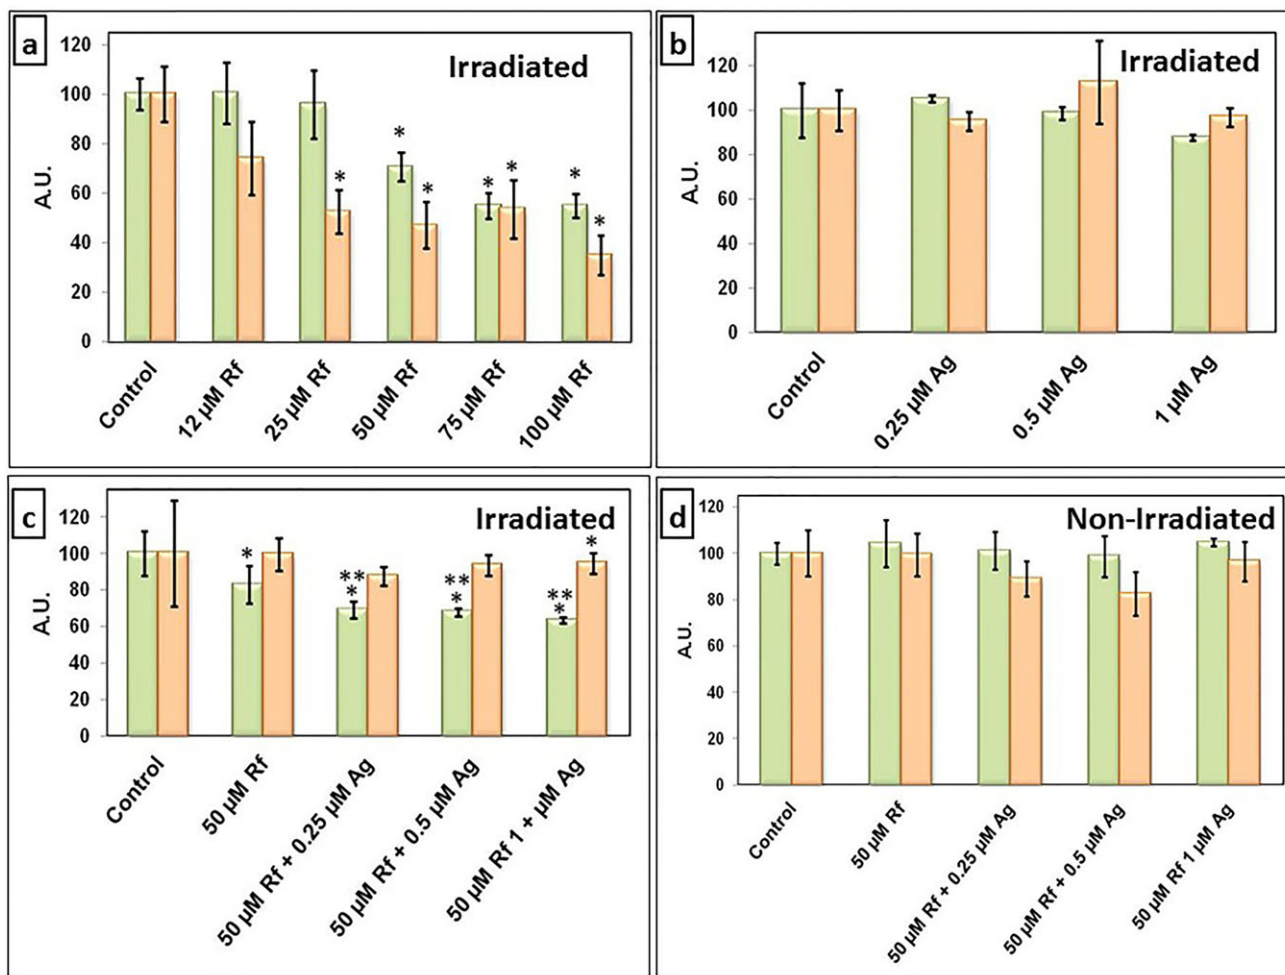 a
Irradiated
120
100
80
60
40
20
0
A.U.
* * * * * * *
Control
12 µM Rf
25 µM Rf
50 µM Rf
75 µM Rf
100 µM Rf
b
Irradiated
120
100
80
60
40
20
0
A.U.
Control
0.25 µM Ag
0.5 µM Ag
1 µM Ag
c
Irradiated
120
100
80
60
40
20
0
A.U.
* ** * ** * ** * *
Control
50 µM Rf
50 µM Rf + 0.25 µM Ag
50 µM Rf + 0.5 µM Ag
50 µM Rf 1 + µM Ag
d
Non-Irradiated
120
100
80
60
40
20
0
A.U.
Control
50 µM Rf
50 µM Rf + 0.25 µM Ag
50 µM Rf + 0.5 µM Ag
50 µM Rf 1 µM Ag